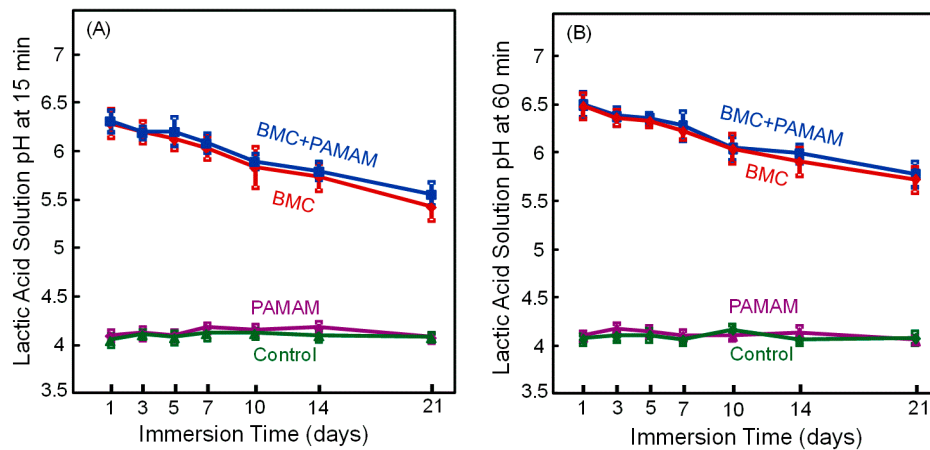 (A)
Lactic Acid Solution pH at 15 min
7
6.5
6
5.5
5
4.5
4
3.5
BMC+PAMAM
BMC
PAMAM
Control
1 3 5 7 10 14 21
Immersion Time (days)
(B)
Lactic Acid Solution pH at 60 min
7
6.5
6
5.5
5
4.5
4
3.5
BMC+PAMAM
BMC
PAMAM
Control
1 3 5 7 10 14 21
Immersion Time (days)